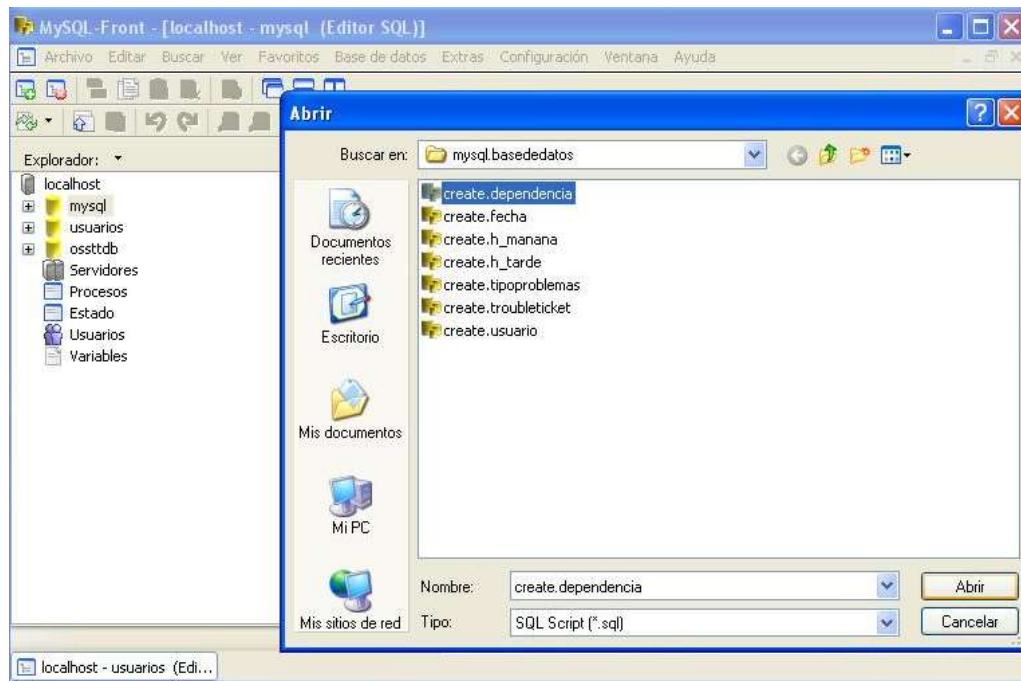 MySQL-Front - [localhost - mysql (Editor SQL)]
Archivo Editar Buscar Ver Favoritos Base de datos Extras Configuración Ventana Ayuda
Abrir
Explorador:
localhost
mysql
usuarios
ossttdb
Servidores
Procesos
Estado
Usuarios
Variables
Buscar en: mysql.basededatos
Documentos
recientes
Escritorio
Mis documentos
Mi PC
Mis sitios de red
create.dependencia
create.fecha
create.h_manana
create.h_tarde
create.tipoproblemas
create.troubleticket
create.usuario
Nombre: create.dependencia Abrir
Tipo: SQL Script (*.sql) Cancelar
localhost - usuarios (Edi...